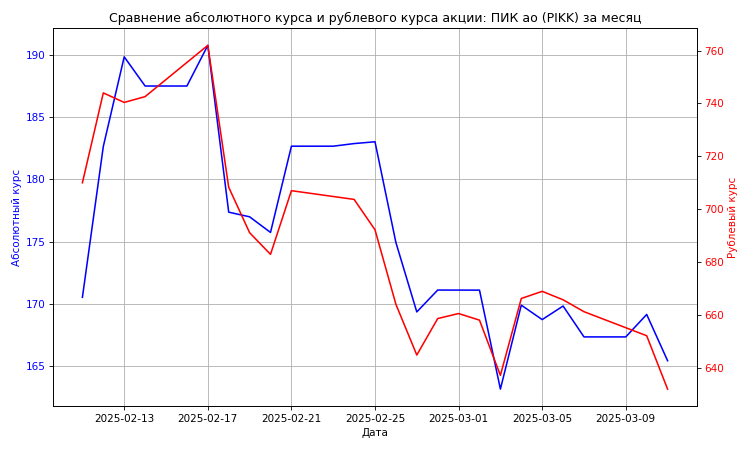 Сравнение абсолютного курса и рублевого курса акции: ПИК ао (PIKK) за месяц
Абсолютный курс
190
185
180
175
170
165
760
740
720
700
680
660
640
Рублевый курс
2025-02-13 2025-02-17 2025-02-21 2025-02-25 2025-03-01 2025-03-05 2025-03-09
Дата